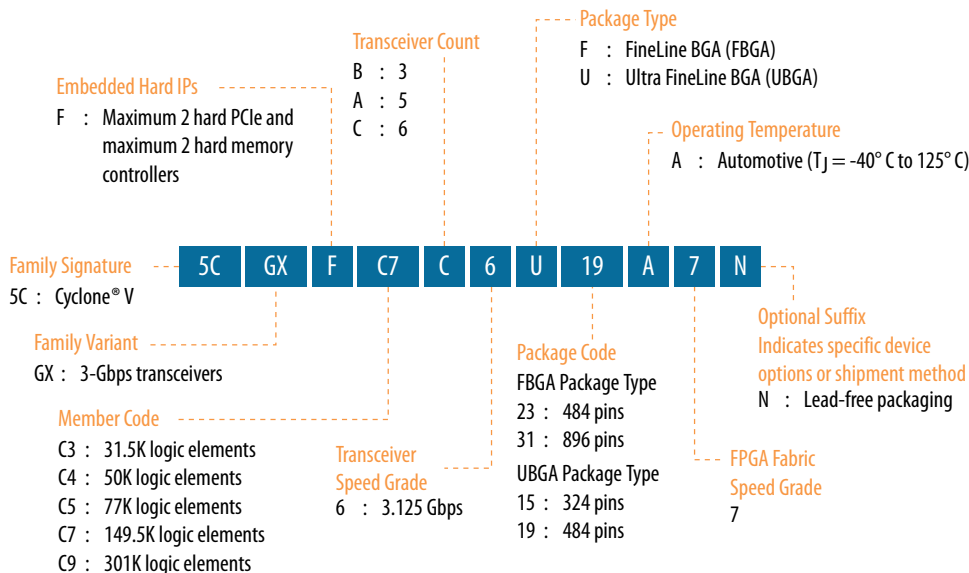 Package Type
F : FineLine BGA (FBGA)
U : Ultra FineLine BGA (UBGA)
Transceiver Count
B : 3
A : 5
C : 6
Embedded Hard IPs
F : Maximum 2 hard PCIe and
maximum 2 hard memory
controllers
Operating Temperature
A : Automotive (TJ = -40° C to 125° C)
5C GX F C7 C 6 U 19 A 7 N
Family Signature
5C : Cyclone® V
Family Variant
GX : 3-Gbps transceivers
Member Code
C3 : 31.5K logic elements
C4 : 50K logic elements
C5 : 77K logic elements
C7 : 149.5K logic elements
C9 : 301K logic elements
Transceiver
Speed Grade
6 : 3.125 Gbps
Package Code
FBGA Package Type
23 : 484 pins
31 : 896 pins
UBGA Package Type
15 : 324 pins
19 : 484 pins
FPGA Fabric
Speed Grade
7
Optional Suffix
Indicates specific device
options or shipment method
N : Lead-free packaging